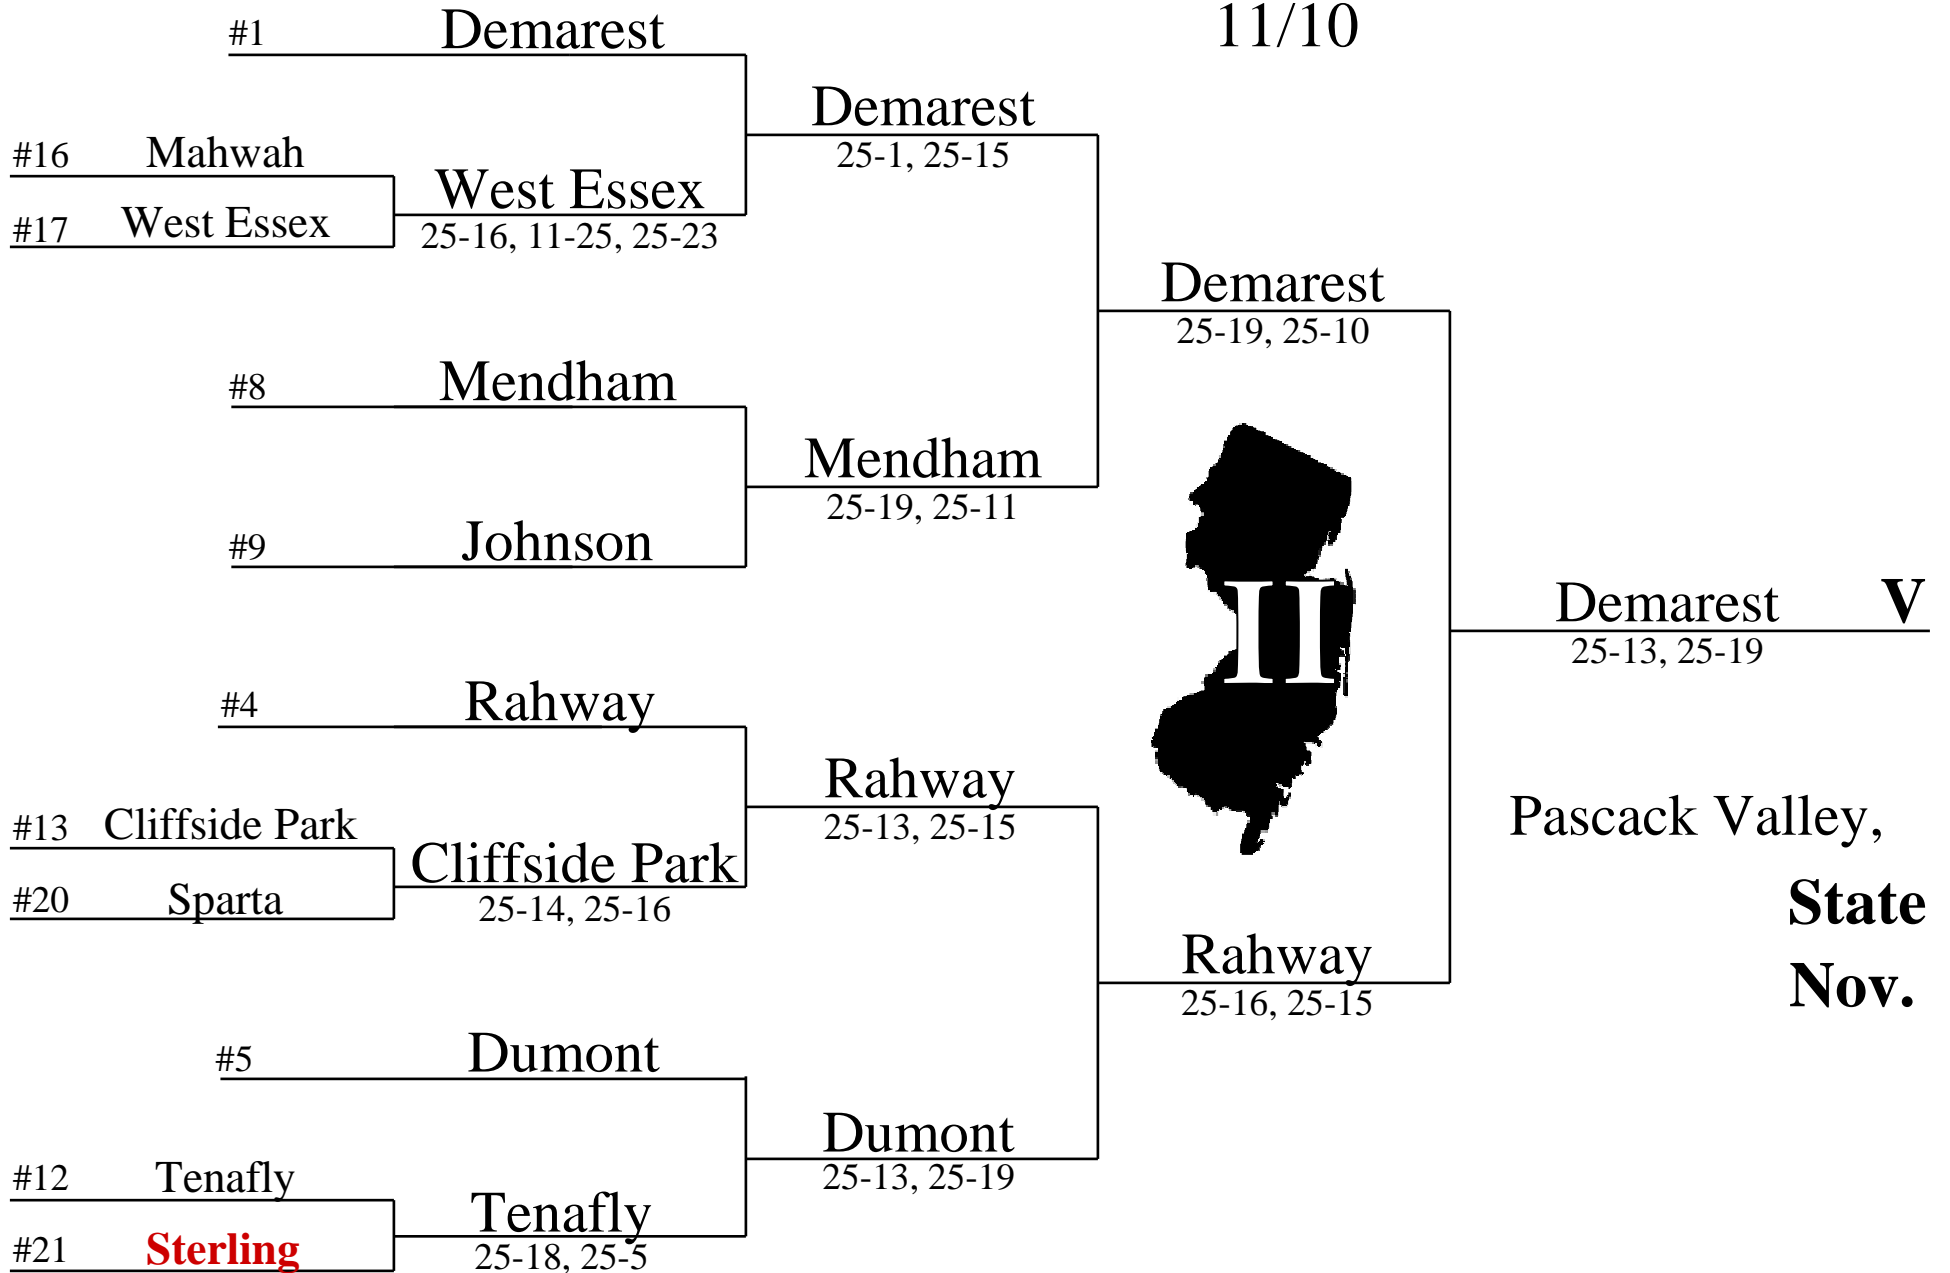 11/10
#1 Demarest
Demarest
25-1, 25-15
#16 Mahwah
West Essex
25-16, 11-25, 25-23
#17 West Essex
Demarest
25-19, 25-10
#8 Mendham
Mendham
25-19, 25-11
#9 Johnson
II
Demarest V
25-13, 25-19
#4 Rahway
Rahway
25-13, 25-15
#13 Cliffside Park
Cliffside Park
25-14, 25-16
#20 Sparta
Pascack Valley,
State
Nov.
Rahway
25-16, 25-15
#5 Dumont
Dumont
25-13, 25-19
#12 Tenafly
Tenafly
25-18, 25-5
#21 Sterling